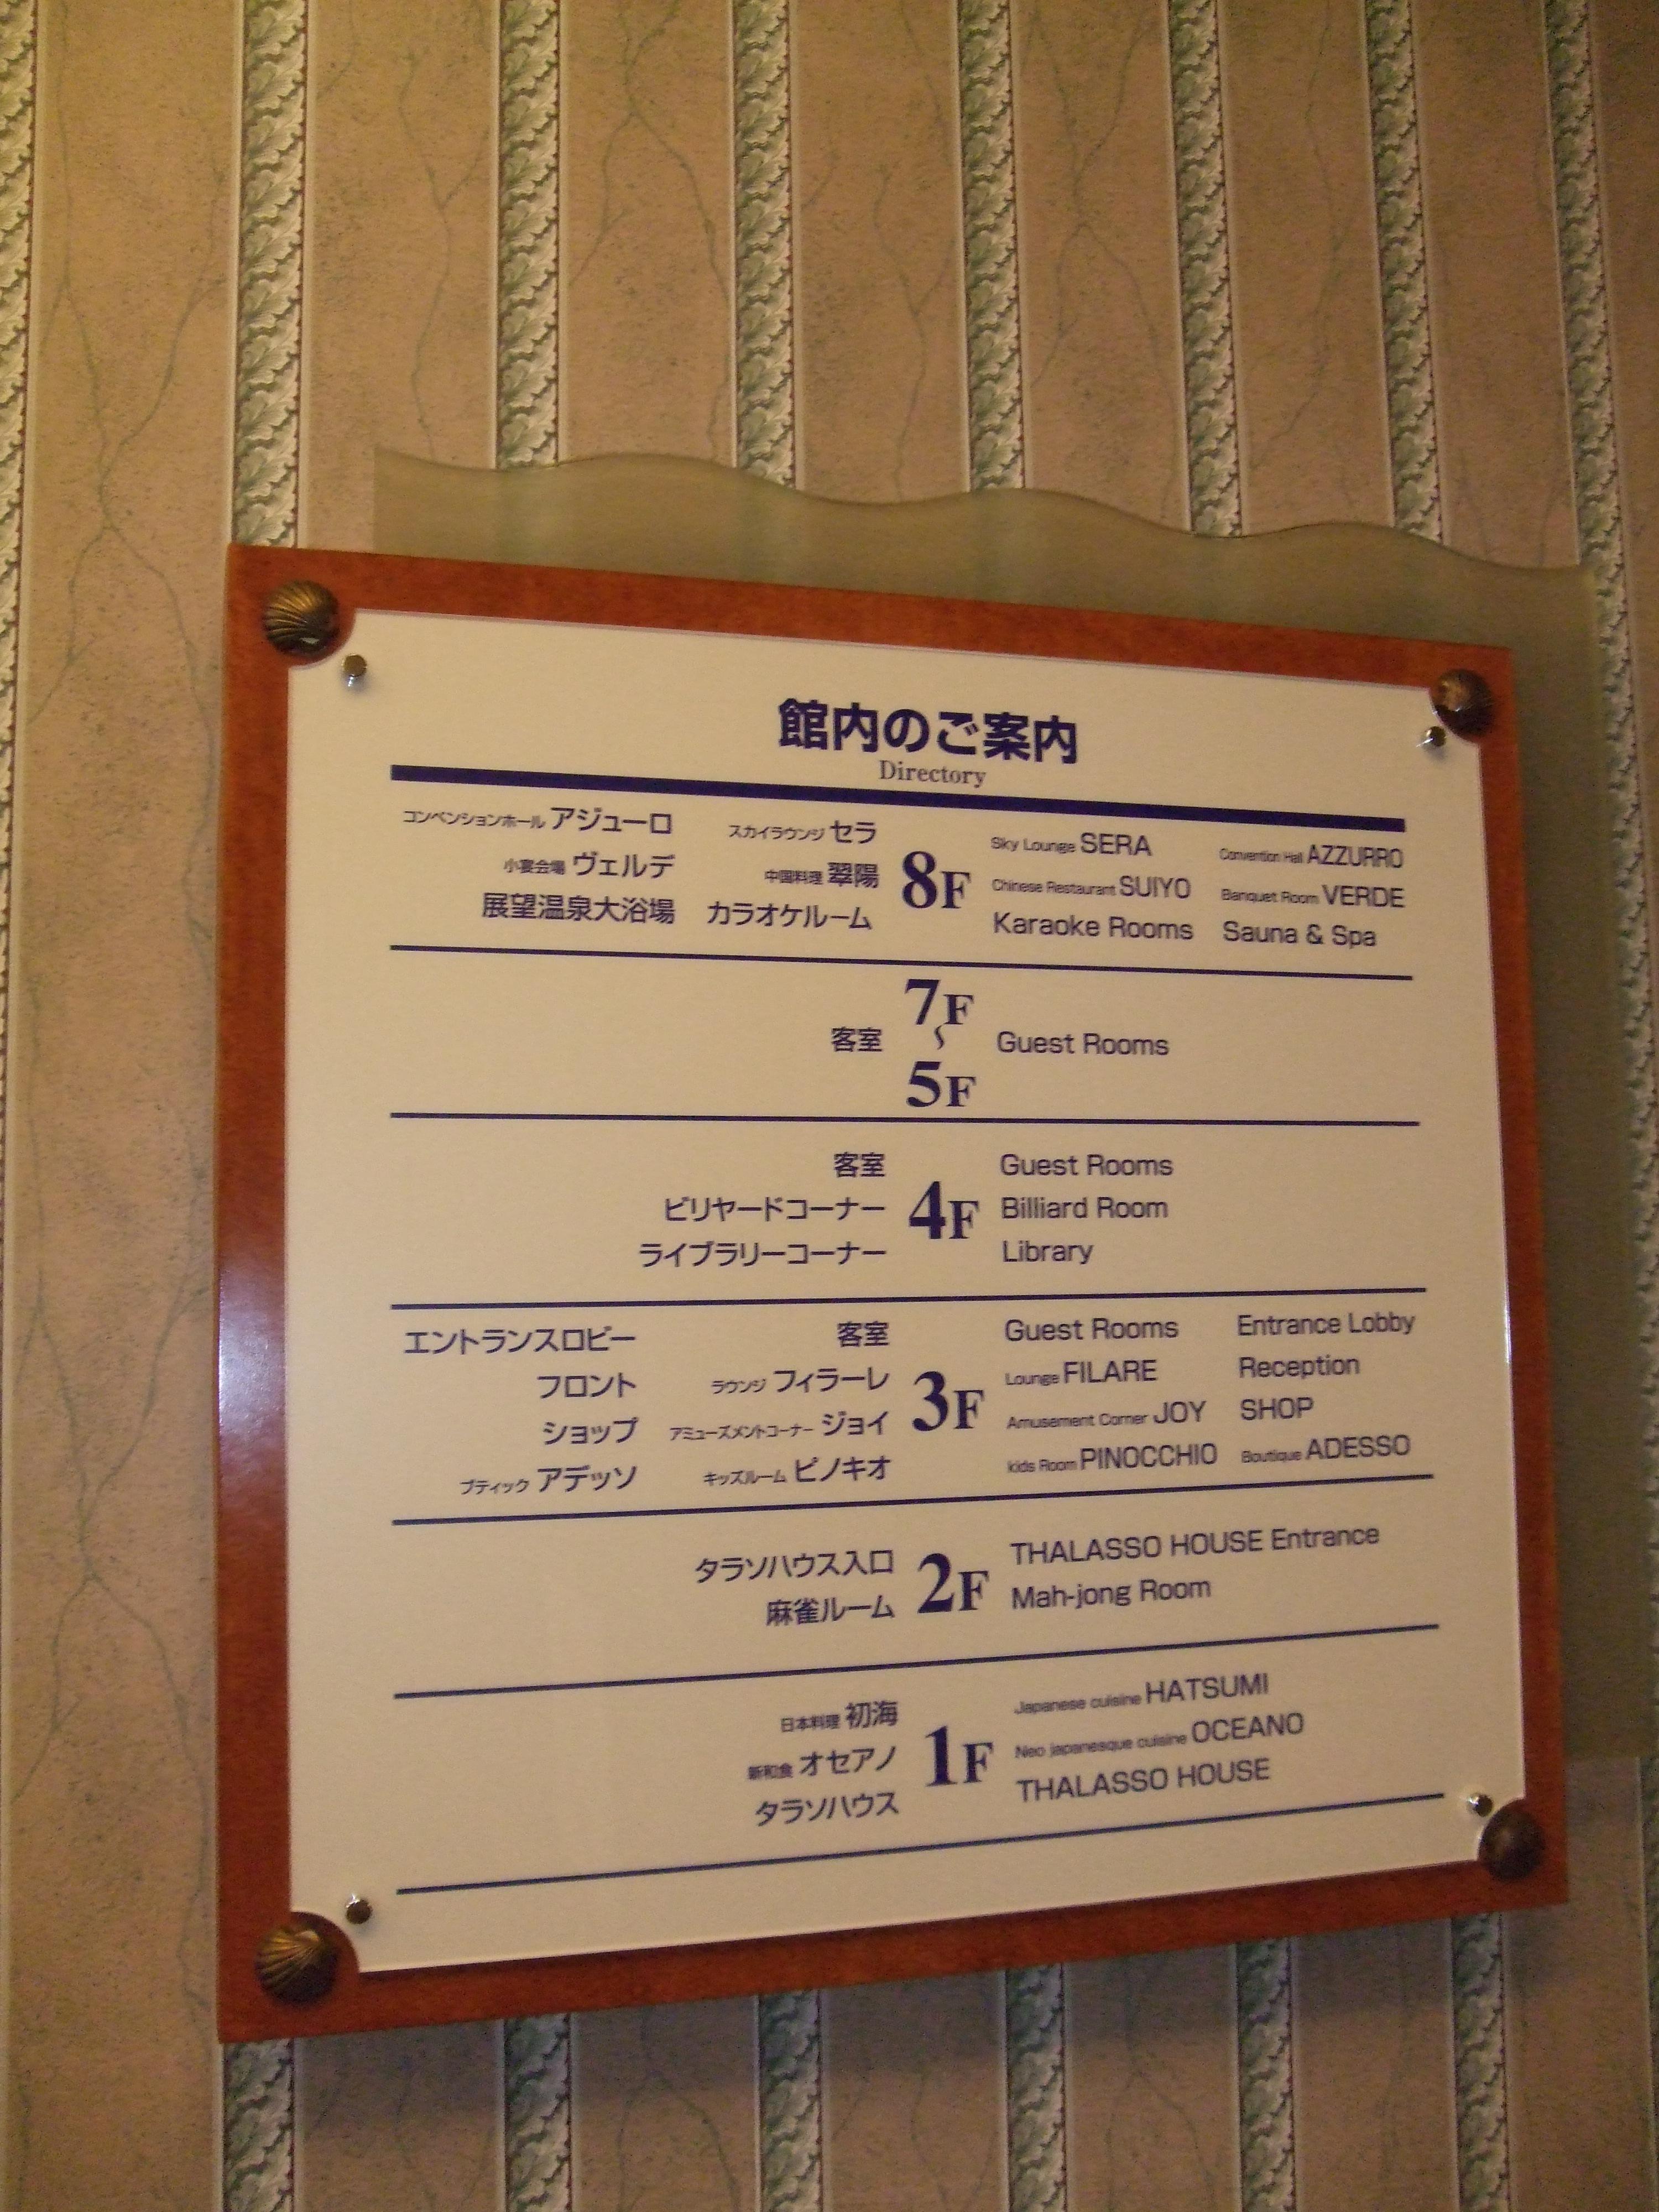 館内のご案内
Directory
コンベンションホール アジューロ スカイラウンジ セラ 8F Sky Lounge SERA Convention Hall AZZURRO
小宴会場 ヴェルデ 中国料理 翠陽 Chinese Restaurant SUIYO Banquet Room VERDE
展望温泉大浴場 カラオケルーム Karaoke Rooms Sauna & Spa
7F
客室 〜 Guest Rooms
5F
客室 Guest Rooms
ビリヤードコーナー 4F Billiard Room
ライブラリーコーナー Library
エントランスロビー 客室 Guest Rooms Entrance Lobby
フロント ラウンジ フィラーレ 3F Lounge FILARE Reception
ショップ アミューズメントコーナー ジョイ Amusement Corner JOY SHOP
ブティック アデッソ キッズルーム ピノキオ kids Room PINOCCHIO Boutique ADESSO
タラソハウス入口 2F THALASSO HOUSE Entrance
麻雀ルーム Mah-jong Room
日本料理 初海 Japanese cuisine HATSUMI
新和食 オセアノ 1F Neo japanesque cuisine OCEANO
タラソハウス THALASSO HOUSE